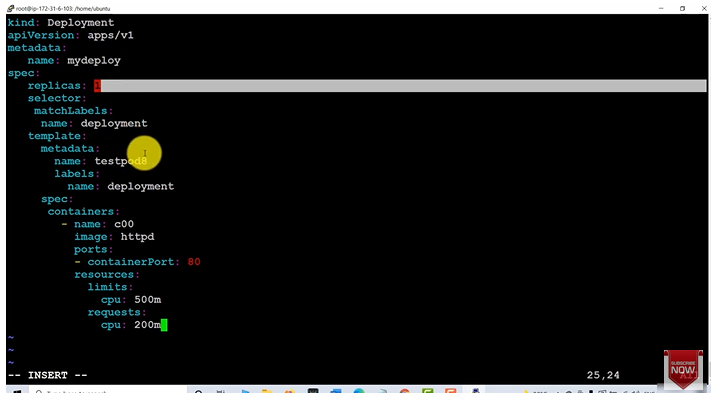 root@ip-172-31-6-103: /home/ubuntu
kind: Deployment
apiVersion: apps/v1
metadata:
   name: mydeploy
spec:
   replicas: 1
   selector:
    matchLabels:
     name: deployment
   template:
     metadata:
       name: testpod8
       labels:
         name: deployment
     spec:
      containers:
        - name: c00
          image: httpd
          ports:
          - containerPort: 80
          resources:
            limits:
              cpu: 500m
            requests:
              cpu: 200m
~
~
~
-- INSERT --
25,24
SUBSCRIBE
NOW